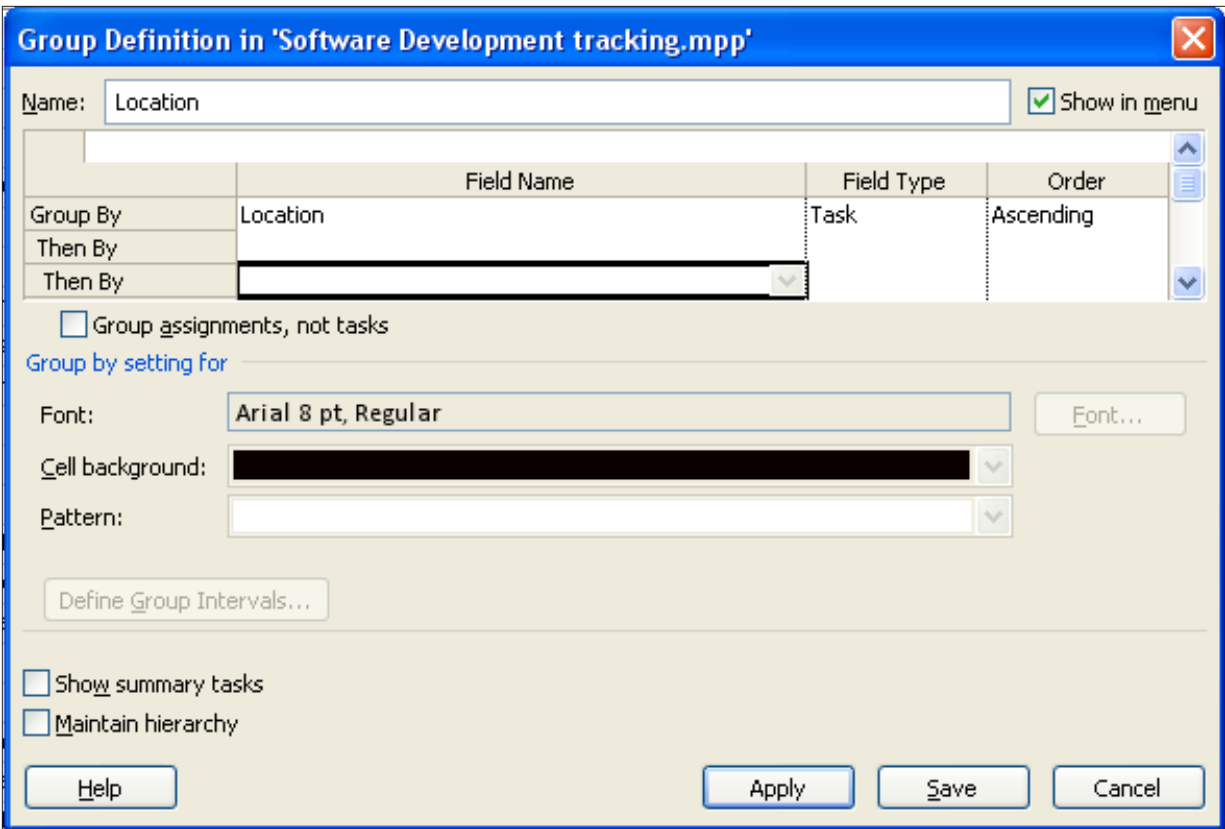 Group Definition in 'Software Development tracking.mpp'
Name: Location Show in menu
Field Name Field Type Order
Group By Location Task Ascending
Then By
Then By
Group assignments, not tasks
Group by setting for
Font: Arial 8 pt, Regular Font...
Cell background:
Pattern:
Define Group Intervals...
Show summary tasks
Maintain hierarchy
Help Apply Save Cancel